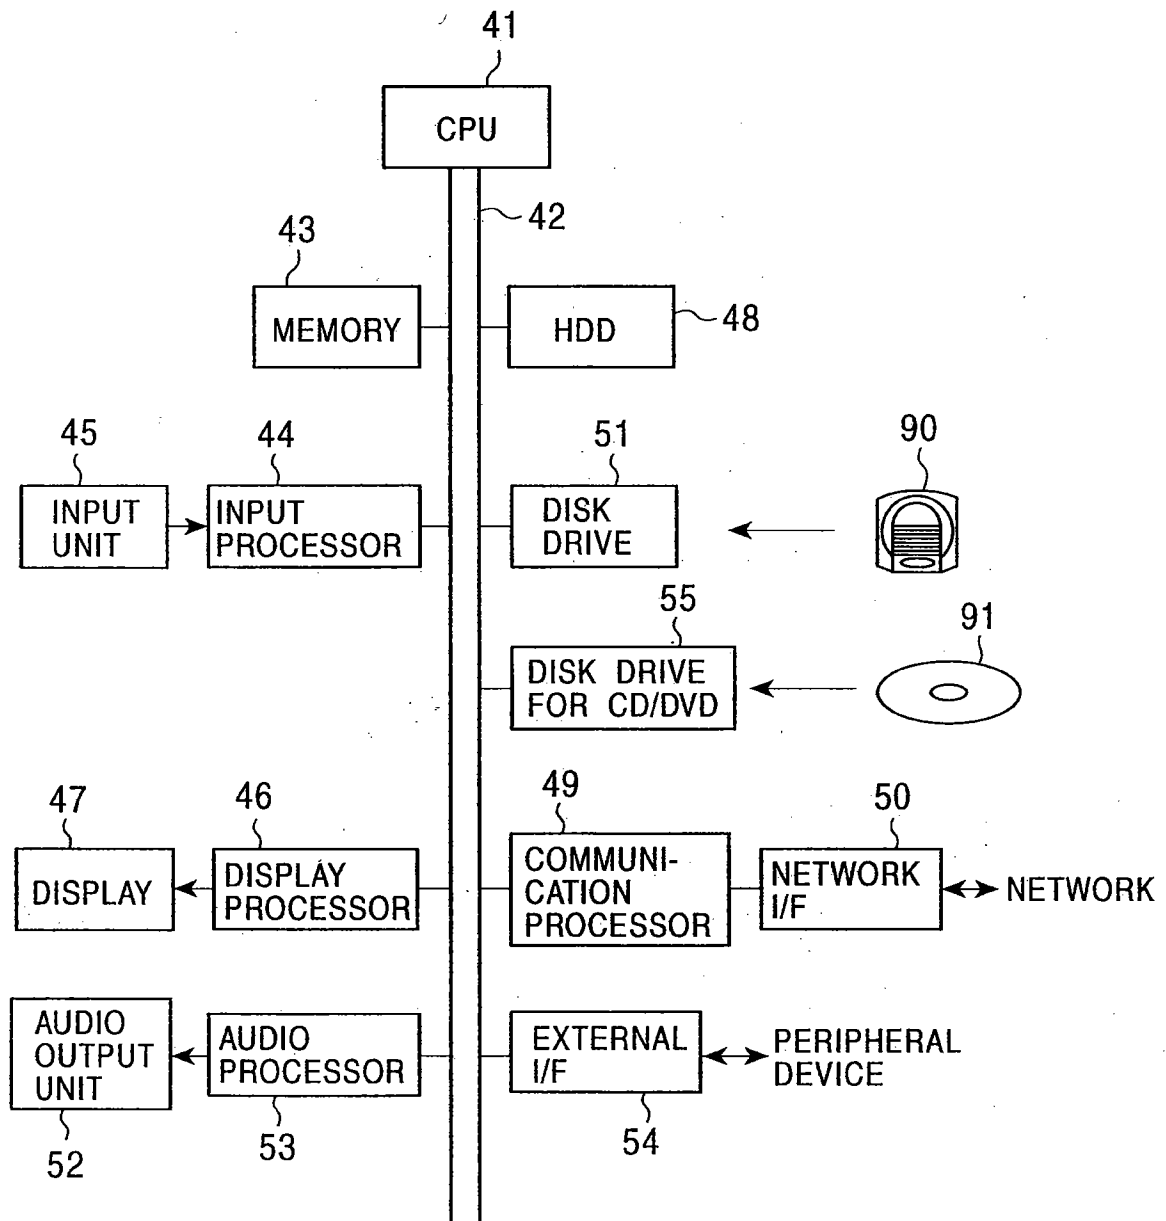 41
CPU
42
43
MEMORY
HDD
48
45
44
51
90
INPUT
UNIT
INPUT
PROCESSOR
DISK
DRIVE
55
91
DISK DRIVE
FOR CD/DVD
47
46
49
50
DISPLAY
DISPLAY
PROCESSOR
COMMUNI-
CATION
PROCESSOR
NETWORK
I/F
NETWORK
AUDIO
OUTPUT
UNIT
AUDIO
PROCESSOR
EXTERNAL
I/F
PERIPHERAL
DEVICE
52
53
54